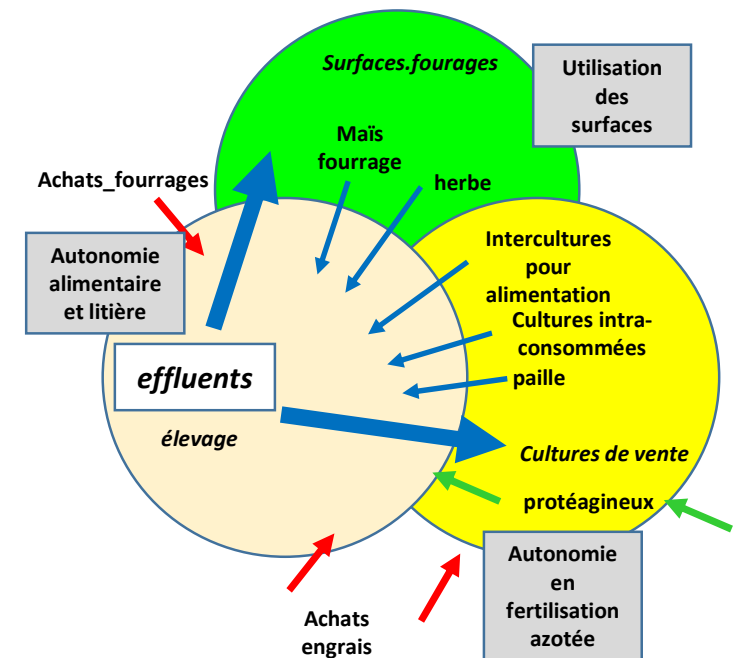 Surfaces.fourages
Utilisation
des
surfaces
Maïs
fourrage
herbe
Achats_fourrages
Autonomie
alimentaire
et litière
Intercultures
pour
alimentation
Cultures intra-
consommées
paille
effluents
élevage
Cultures de vente
protéagineux
Autonomie
en
fertilisation
azotée
Achats
engrais